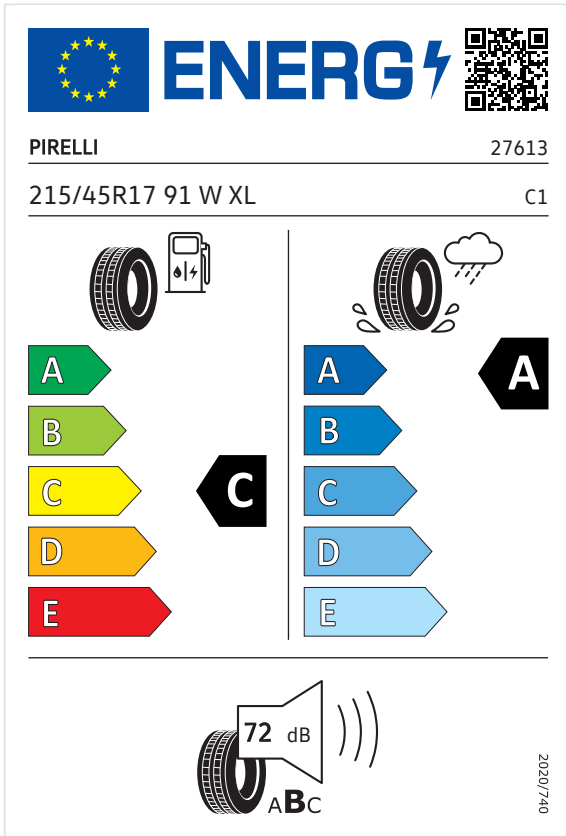 ENERG
PIRELLI 27613
215/45R17 91 W XL C1
A A A
B B
C C C
D D
E E
72 dB
ABC
2020/740